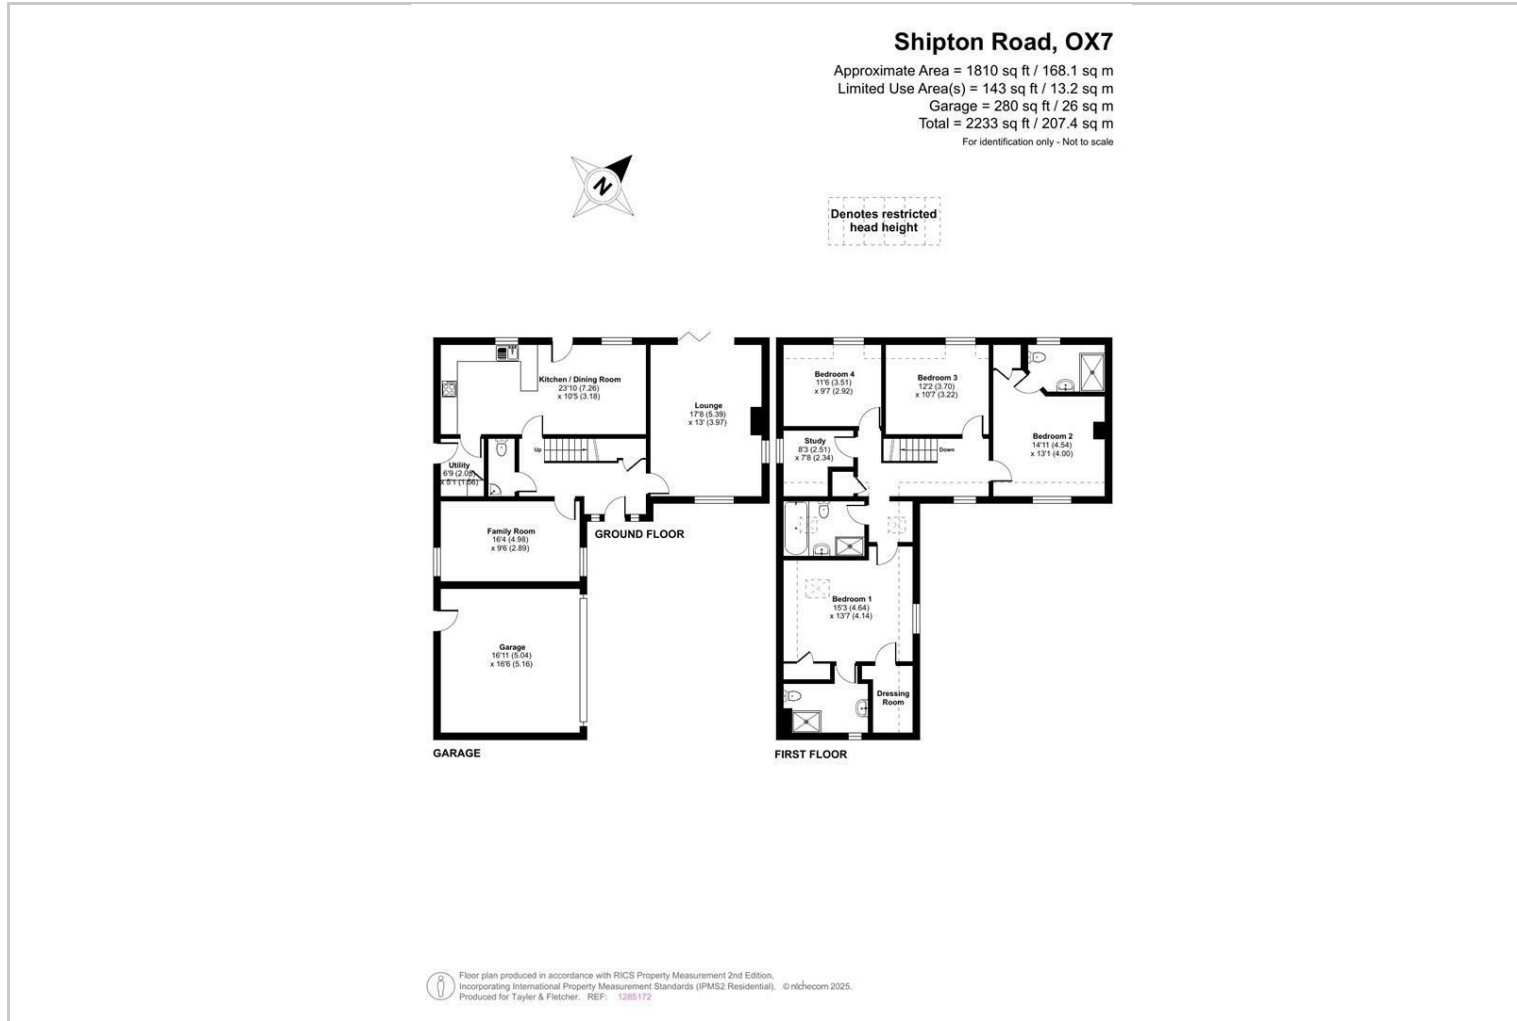 Shipton Road, OX7
Approximate Area = 1810 sq ft / 168.1 sq m
Limited Use Area(s) = 143 sq ft / 13.2 sq m
Garage = 280 sq ft / 26 sq m
Total = 2233 sq ft / 207.4 sq m
For identification only - Not to scale
N
Denotes restricted
head height
Kitchen / Dining Room
23'10 (7.26)
x 10'5 (3.18)
Lounge
17'8 (5.39)
x 13' (3.97)
Up
Utility
6'9 (2.05)
x 5'1 (1.56)
Family Room
16'4 (4.98)
x 9'6 (2.89)
GROUND FLOOR
Garage
16'11 (5.04)
x 16'6 (5.16)
GARAGE
Bedroom 4
11'6 (3.51)
x 9'7 (2.92)
Bedroom 3
12'2 (3.70)
x 10'7 (3.22)
Bedroom 2
14'11 (4.54)
x 13'1 (4.00)
Study
8'3 (2.51)
x 7'8 (2.34)
Down
Bedroom 1
15'3 (4.64)
x 13'7 (4.14)
Dressing
Room
FIRST FLOOR
Floor plan produced in accordance with RICS Property Measurement 2nd Edition,
Incorporating International Property Measurement Standards (IPMS2 Residential). © nichecom 2025.
Produced for Tayler & Fletcher. REF: 1285172